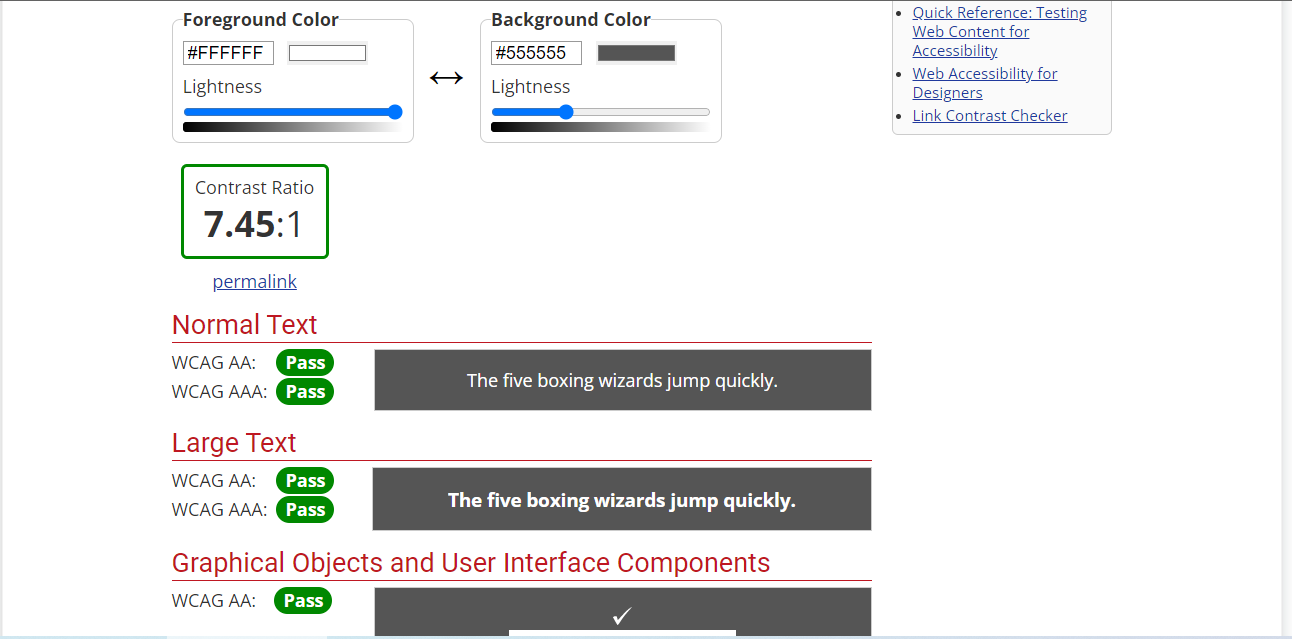 Foreground Color
#FFFFFF
Lightness
Background Color
#555555
Lightness
Quick Reference: Testing
Web Content for
Accessibility
Web Accessibility for
Designers
Link Contrast Checker
Contrast Ratio
7.45:1
permalink
Normal Text
WCAG AA: Pass
WCAG AAA: Pass
The five boxing wizards jump quickly.
Large Text
WCAG AA: Pass
WCAG AAA: Pass
The five boxing wizards jump quickly.
Graphical Objects and User Interface Components
WCAG AA: Pass